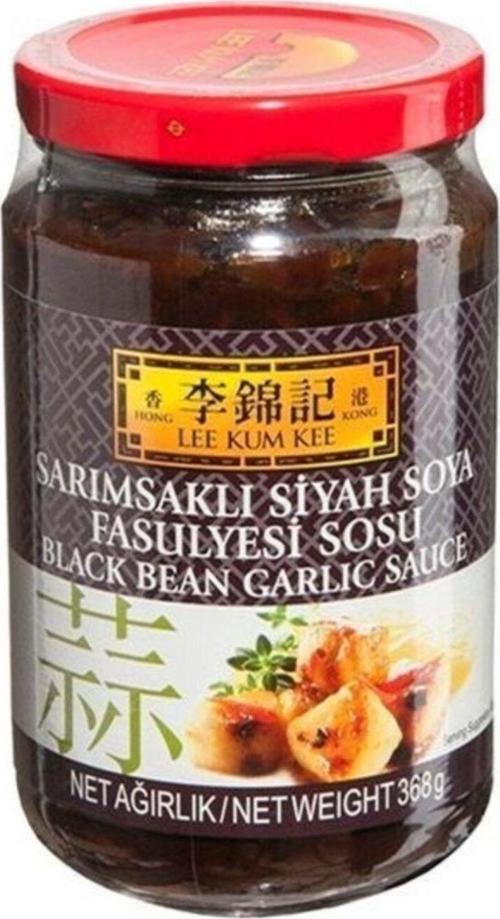 香 李錦記 港
HONG KONG
LEE KUM KEE
SARIMSAKLI SİYAH SOYA
FASULYESİ SOSU
BLACK BEAN GARLIC SAUCE
蒜
Serving
NET AĞIRLIK/NET WEIGHT 368g